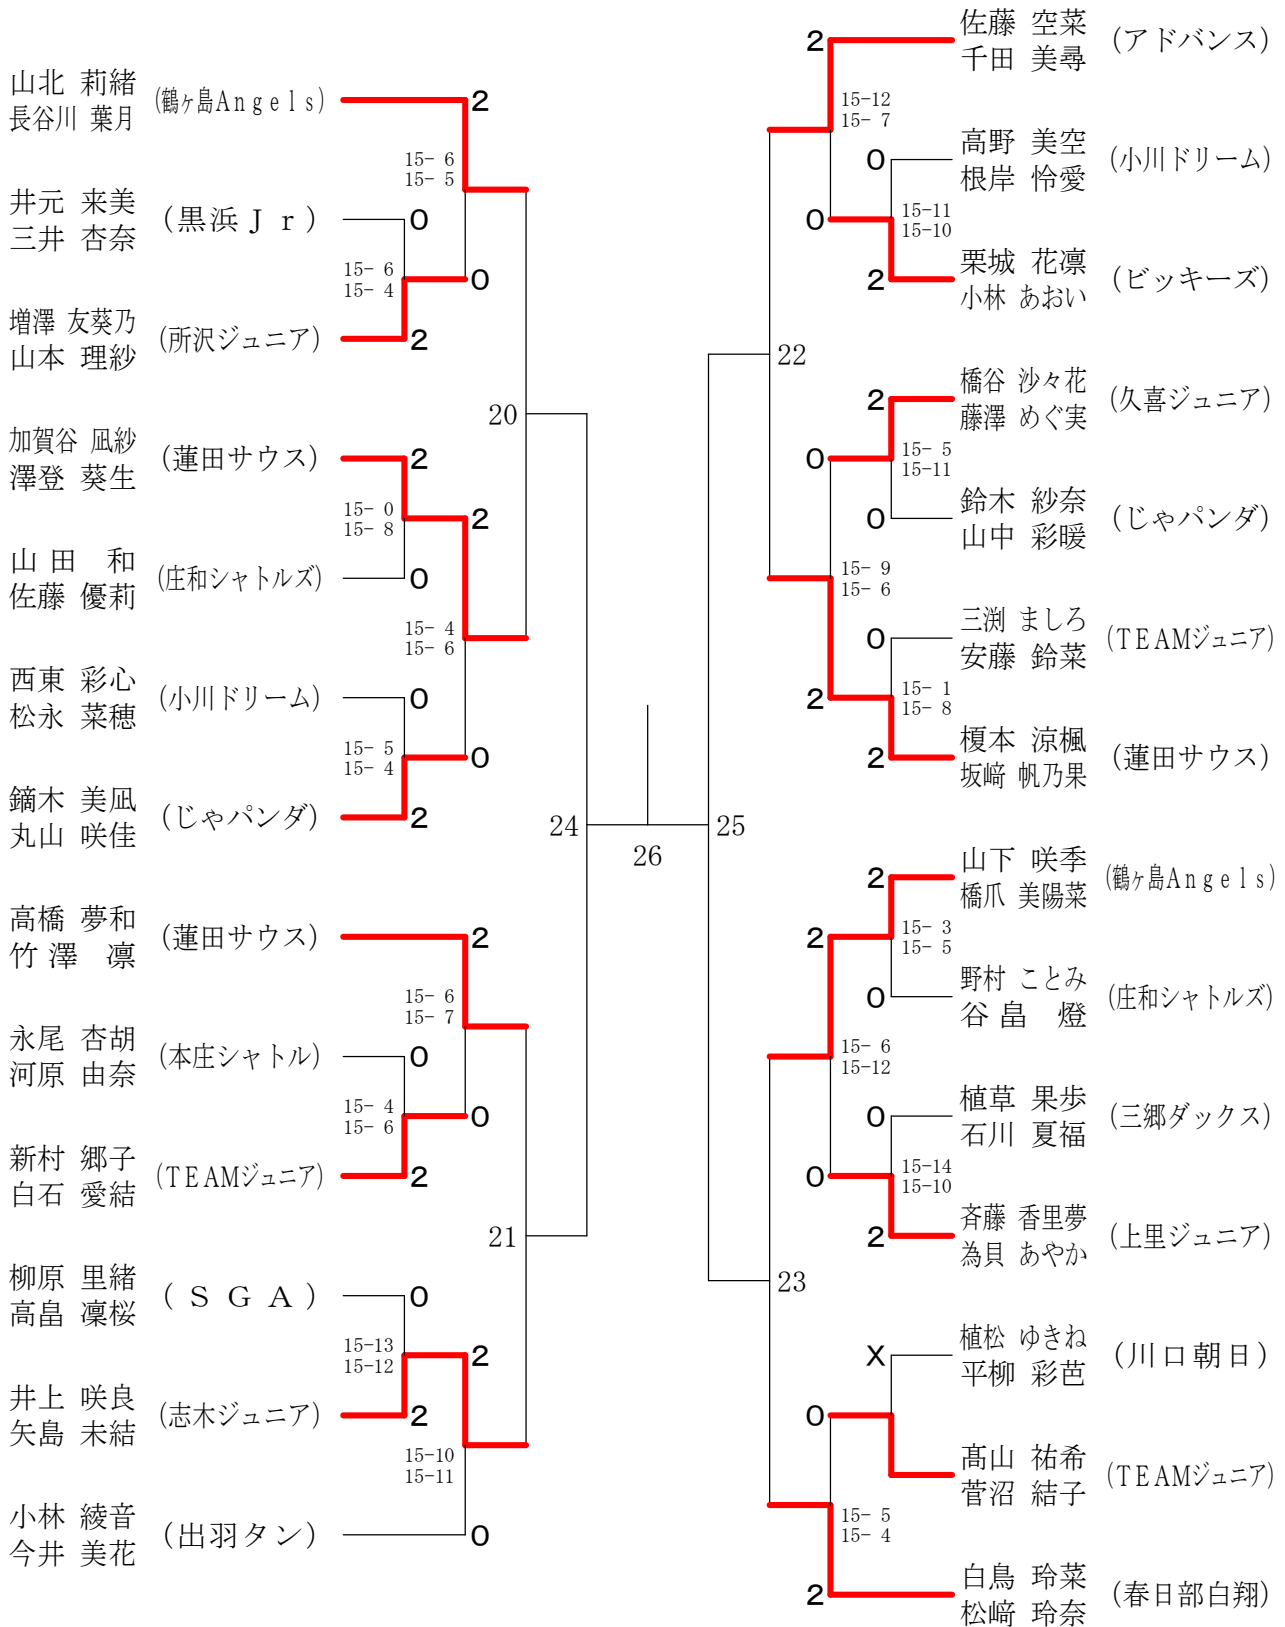 山北 莉緒
長谷川 葉月
(鶴ヶ島Angels)
2
15- 6
15- 5
井元 来美
三井 杏奈
(黒浜Jr)
0
15- 6
15- 4
0
増澤 友葵乃
山本 理紗
(所沢ジュニア)
2
20
加賀谷 凪紗
澤登 葵生
(蓮田サウス)
2
15- 0
15- 8
2
山田 和
佐藤 優莉
(庄和シャトルズ)
0
15- 4
15- 6
西東 彩心
松永 菜穂
(小川ドリーム)
0
15- 5
15- 4
0
鏑木 美凪
丸山 咲佳
(じゃパンダ)
2
24
高橋 夢和
竹澤 凛
(蓮田サウス)
2
15- 6
15- 7
永尾 杏胡
河原 由奈
(本庄シャトル)
0
15- 4
15- 6
0
新村 郷子
白石 愛結
(TEAMジュニア)
2
21
柳原 里緒
高畠 凜桜
(SGA)
0
15-13
15-12
2
井上 咲良
矢島 未結
(志木ジュニア)
2
15-10
15-11
小林 綾音
今井 美花
(出羽タン)
0
26
2
佐藤 空菜
千田 美尋
(アドバンス)
15-12
15- 7
0
高野 美空
根岸 怜愛
(小川ドリーム)
0
15-11
15-10
2
栗城 花凛
小林 あおい
(ビッキーズ)
22
2
橋谷 沙々花
藤澤 めぐ実
(久喜ジュニア)
0
15- 5
15-11
0
鈴木 紗奈
山中 彩暖
(じゃパンダ)
15- 9
15- 6
0
三渕 ましろ
安藤 鈴菜
(TEAMジュニア)
2
15- 1
15- 8
2
榎本 涼楓
坂﨑 帆乃果
(蓮田サウス)
25
2
山下 咲季
橋爪 美陽菜
(鶴ヶ島Angels)
2
15- 3
15- 5
0
野村 ことみ
谷畠 燈
(庄和シャトルズ)
15- 6
15-12
0
植草 果歩
石川 夏福
(三郷ダックス)
0
15-14
15-10
2
斉藤 香里夢
為貝 あやか
(上里ジュニア)
23
X
植松 ゆきね
平柳 彩芭
(川口朝日)
0
髙山 祐希
菅沼 結子
(TEAMジュニア)
15- 5
15- 4
2
白鳥 玲菜
松﨑 玲奈
(春日部白翔)